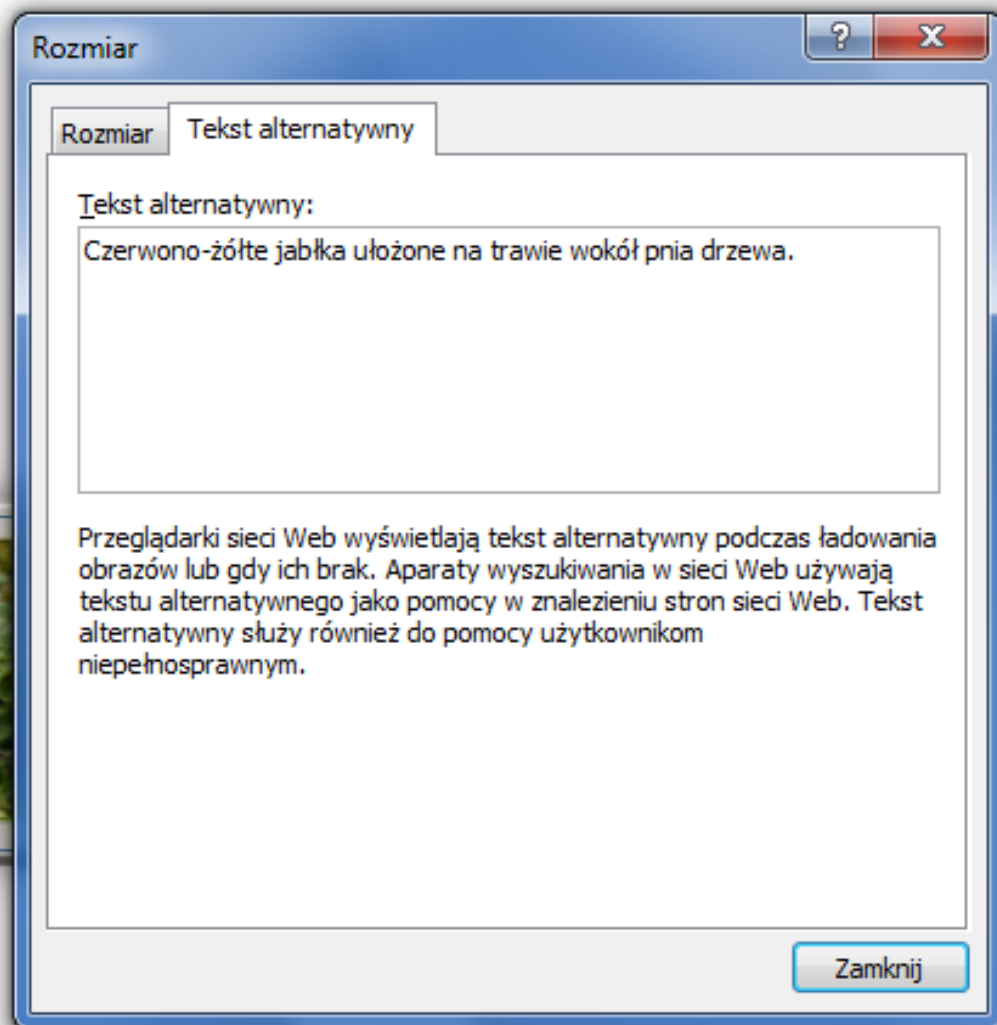 Rozmiar
Rozmiar
Tekst alternatywny
Tekst alternatywny:
Czerwono-żółte jabłka ułożone na trawie wokół pnia drzewa.
Przeglądarki sieci Web wyświetlają tekst alternatywny podczas ładowania
obrazów lub gdy ich brak. Aparaty wyszukiwania w sieci Web używają
tekstu alternatywnego jako pomocy w znalezieniu stron sieci Web. Tekst
alternatywny służy również do pomocy użytkownikom
niepełnosprawnym.
Zamknij